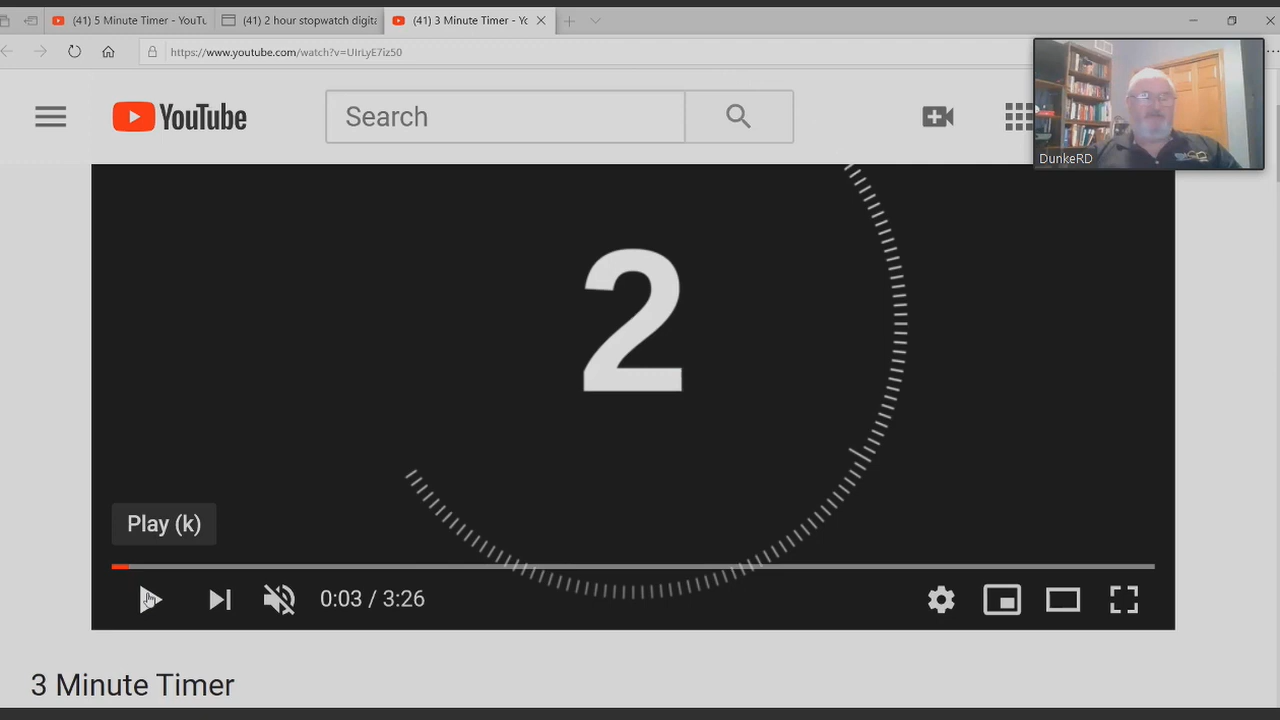 (41) 5 Minute Timer - YouTu
(41) 2 hour stopwatch digita
(41) 3 Minute Timer - Yo
https://www.youtube.com/watch?v=UIrLyE7iz50
YouTube
Search
DunkeRD
2
Play (k)
0:03 / 3:26
3 Minute Timer